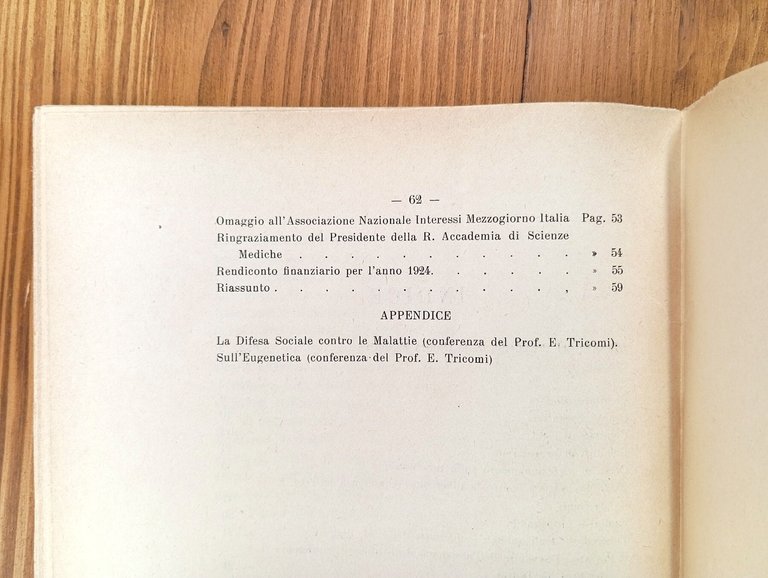 — 62 —
Omaggio all'Associazione Nazionale Interessi Mezzogiorno Italia Pag. 53
Ringraziamento del Presidente della R. Accademia di Scienze
Mediche . . . . . . . . . . . » 54
Rendiconto finanziario per l'anno 1924. . . . . . . » 55
Riassunto . . . . . . . . . . . , » 59
APPENDICE
La Difesa Sociale contro le Malattie (conferenza del Prof. E. Tricomi).
Sull'Eugenetica (conferenza del Prof. E. Tricomi)